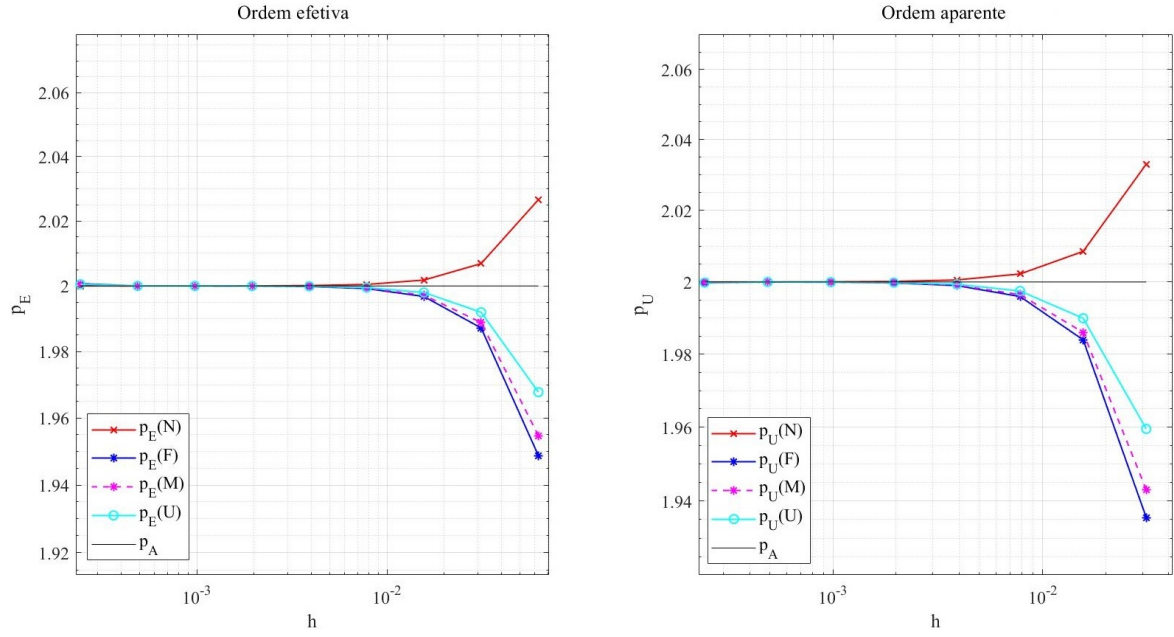 Ordem efetiva
2.06
2.04
2.02
2
1.98
1.96
1.94
1.92
p_E
p_E(N)
p_E(F)
p_E(M)
p_E(U)
p_A
10^-3
10^-2
h
Ordem aparente
2.06
2.04
2.02
2
1.98
1.96
1.94
p_U
p_U(N)
p_U(F)
p_U(M)
p_U(U)
p_A
10^-3
10^-2
h